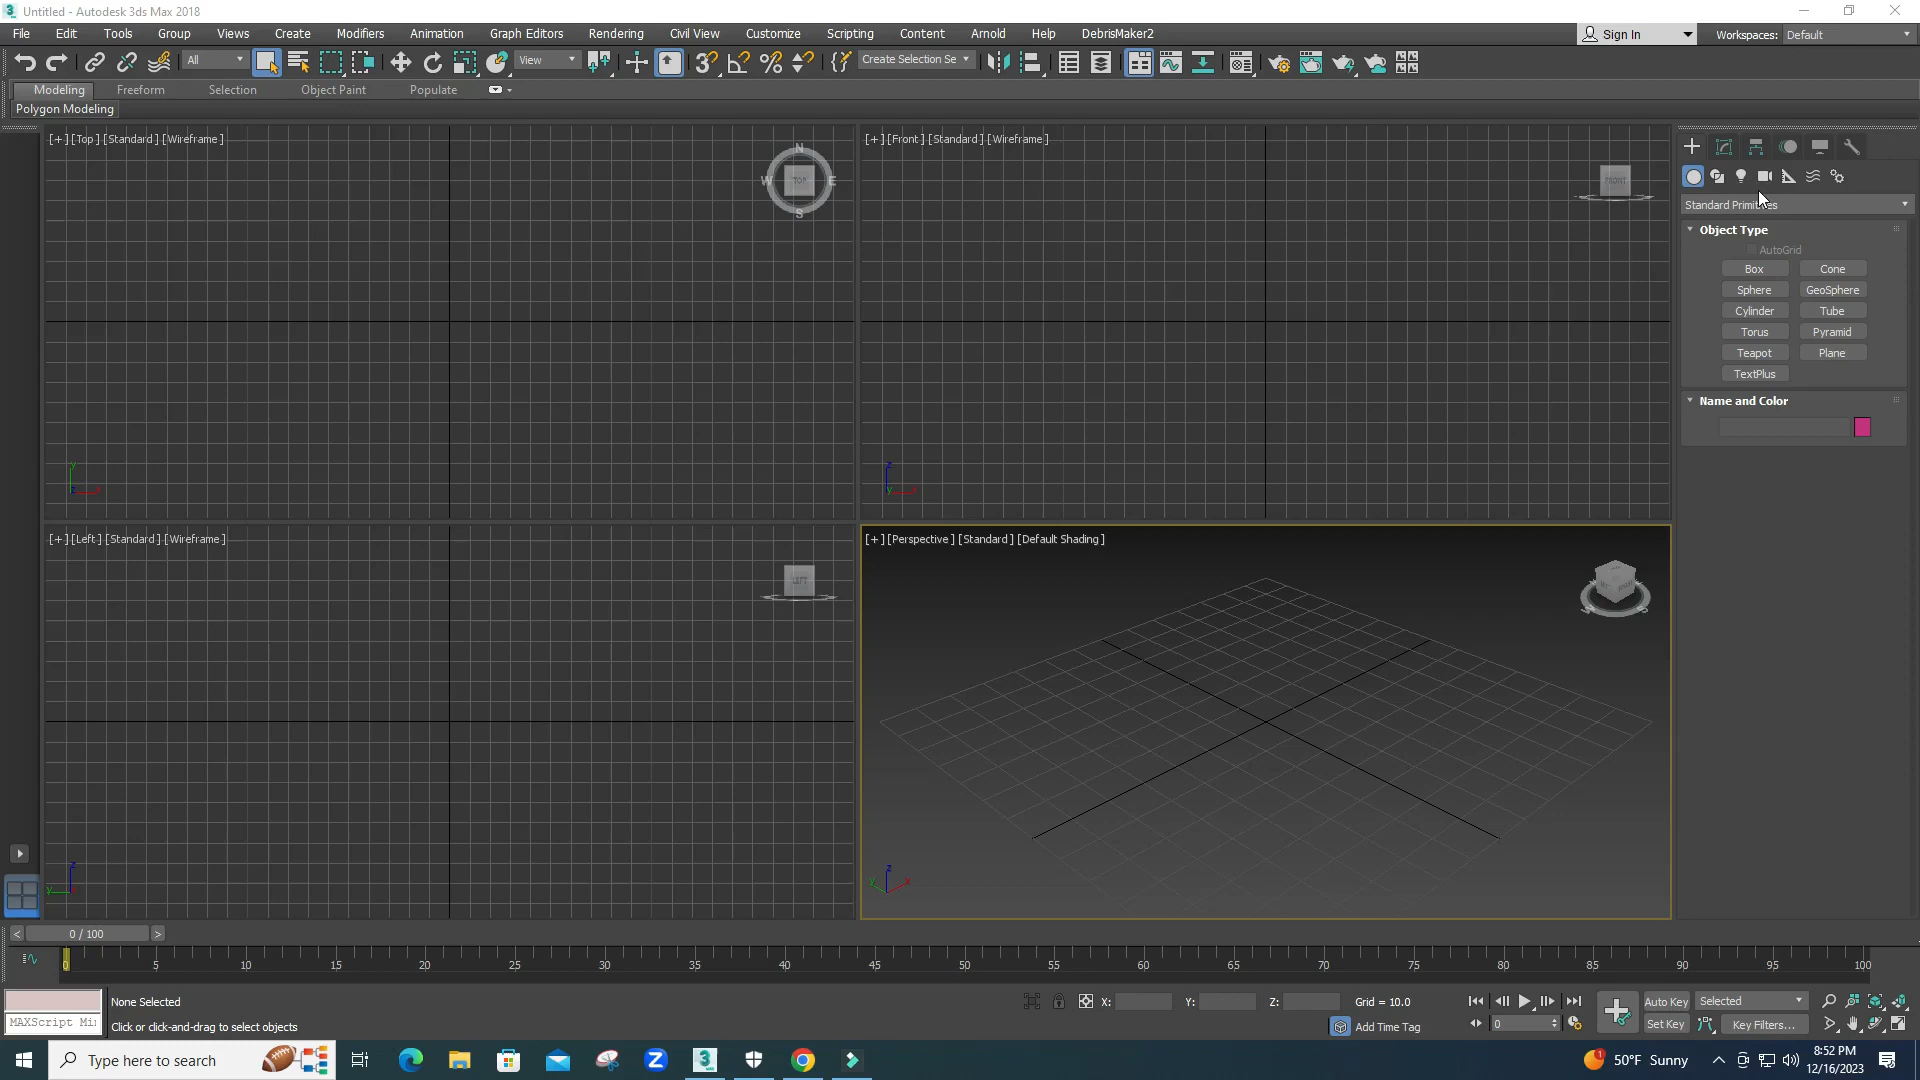 Untitled - Autodesk 3ds Max 2018
File Edit Tools Group Views Create Modifiers Animation Graph Editors Rendering Civil View Customize Scripting Content Arnold Help DebrisMaker2 Sign In Workspaces: Default
All View Create Selection Se
Modeling Freeform Selection Object Paint Populate
Polygon Modeling
[+] [Top] [Standard] [Wireframe]
N
W TOP E
S
[+] [Front] [Standard] [Wireframe]
FRONT
Standard Primitives
Object Type
AutoGrid
Box Cone
Sphere GeoSphere
Cylinder Tube
Torus Pyramid
Teapot Plane
TextPlus
Name and Color
y
z x
z
y x
[+] [Left] [Standard] [Wireframe]
LEFT
[+] [Perspective] [Standard] [Default Shading]
z
y
z
y x
< 0 / 100 >
0 5 10 15 20 25 30 35 40 45 50 55 60 65 70 75 80 85 90 95 100
None Selected X: Y: Z: Grid = 10.0 Auto Key Selected
MAXScript Mi
Click or click-and-drag to select objects Add Time Tag 0 Set Key Key Filters...
Type here to search 50°F Sunny
8:52 PM
12/16/2023